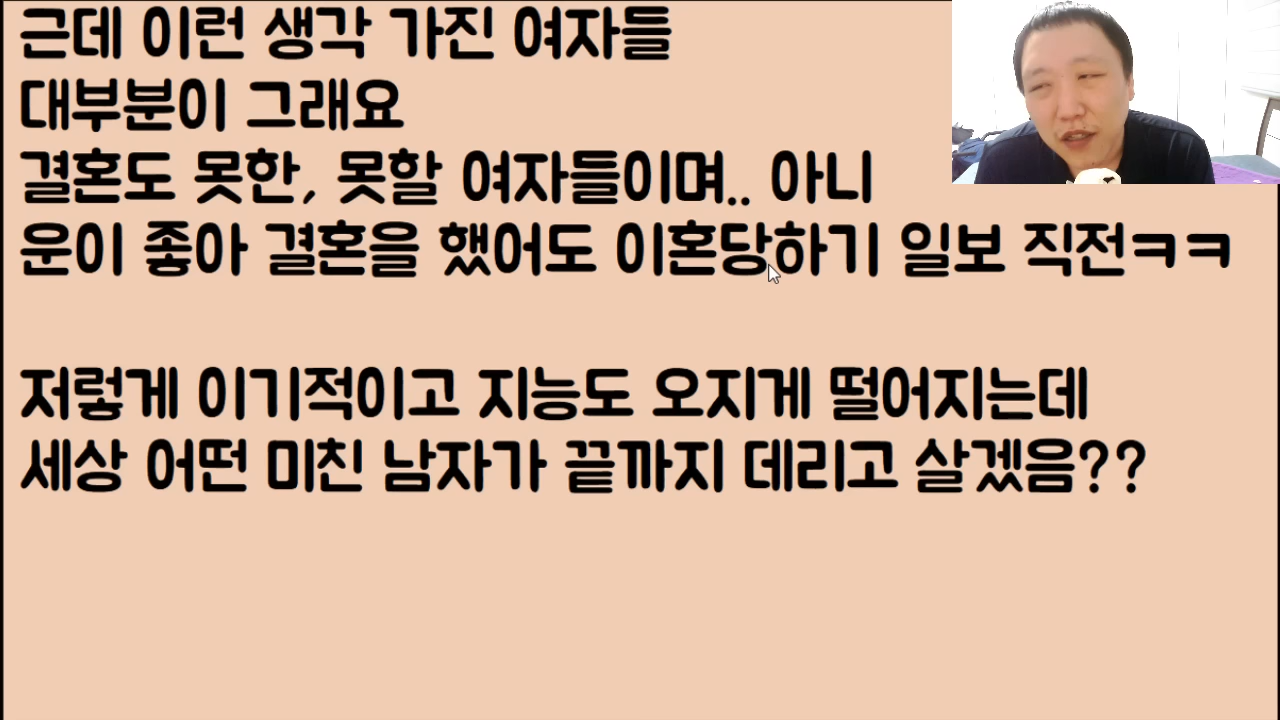 근데 이런 생각 가진 여자들
대부분이 그래요
결혼도 못한, 못할 여자들이며.. 아니
운이 좋아 결혼을 했어도 이혼당하기 일보 직전ㅋㅋ
저렇게 이기적이고 지능도 오지게 떨어지는데
세상 어떤 미친 남자가 끝까지 데리고 살겠음??